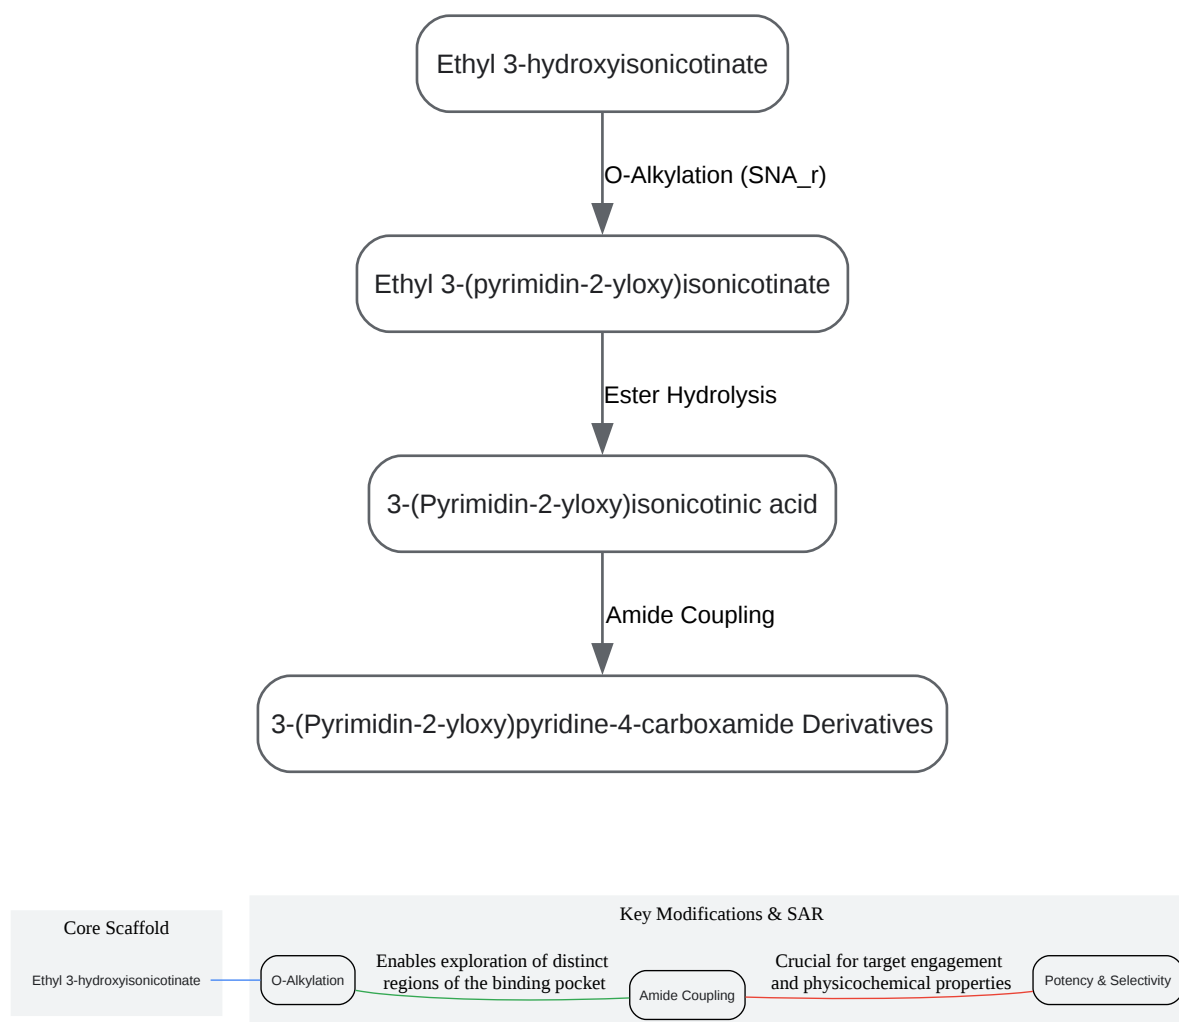 Ethyl 3-hydroxyisonicotinate
O-Alkylation (SNA_r)
Ethyl 3-(pyrimidin-2-yloxy)isonicotinate
Ester Hydrolysis
3-(Pyrimidin-2-yloxy)isonicotinic acid
Amide Coupling
3-(Pyrimidin-2-yloxy)pyridine-4-carboxamide Derivatives
Core Scaffold
Ethyl 3-hydroxyisonicotinate
Key Modifications & SAR
O-Alkylation
Enables exploration of distinct
regions of the binding pocket
Amide Coupling
Crucial for target engagement
and physicochemical properties
Potency & Selectivity